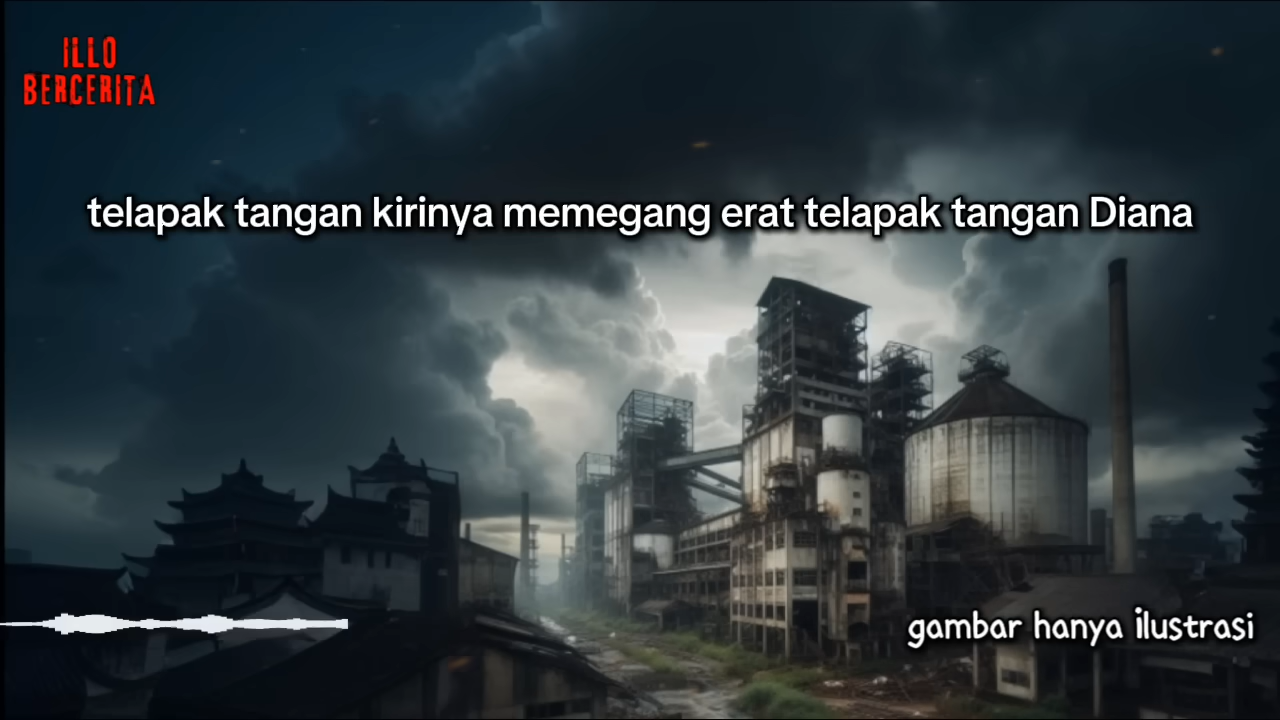 ILLO
BERCERITA
telapak tangan kirinya memegang erat telapak tangan Diana
gambar hanya ilustrasi